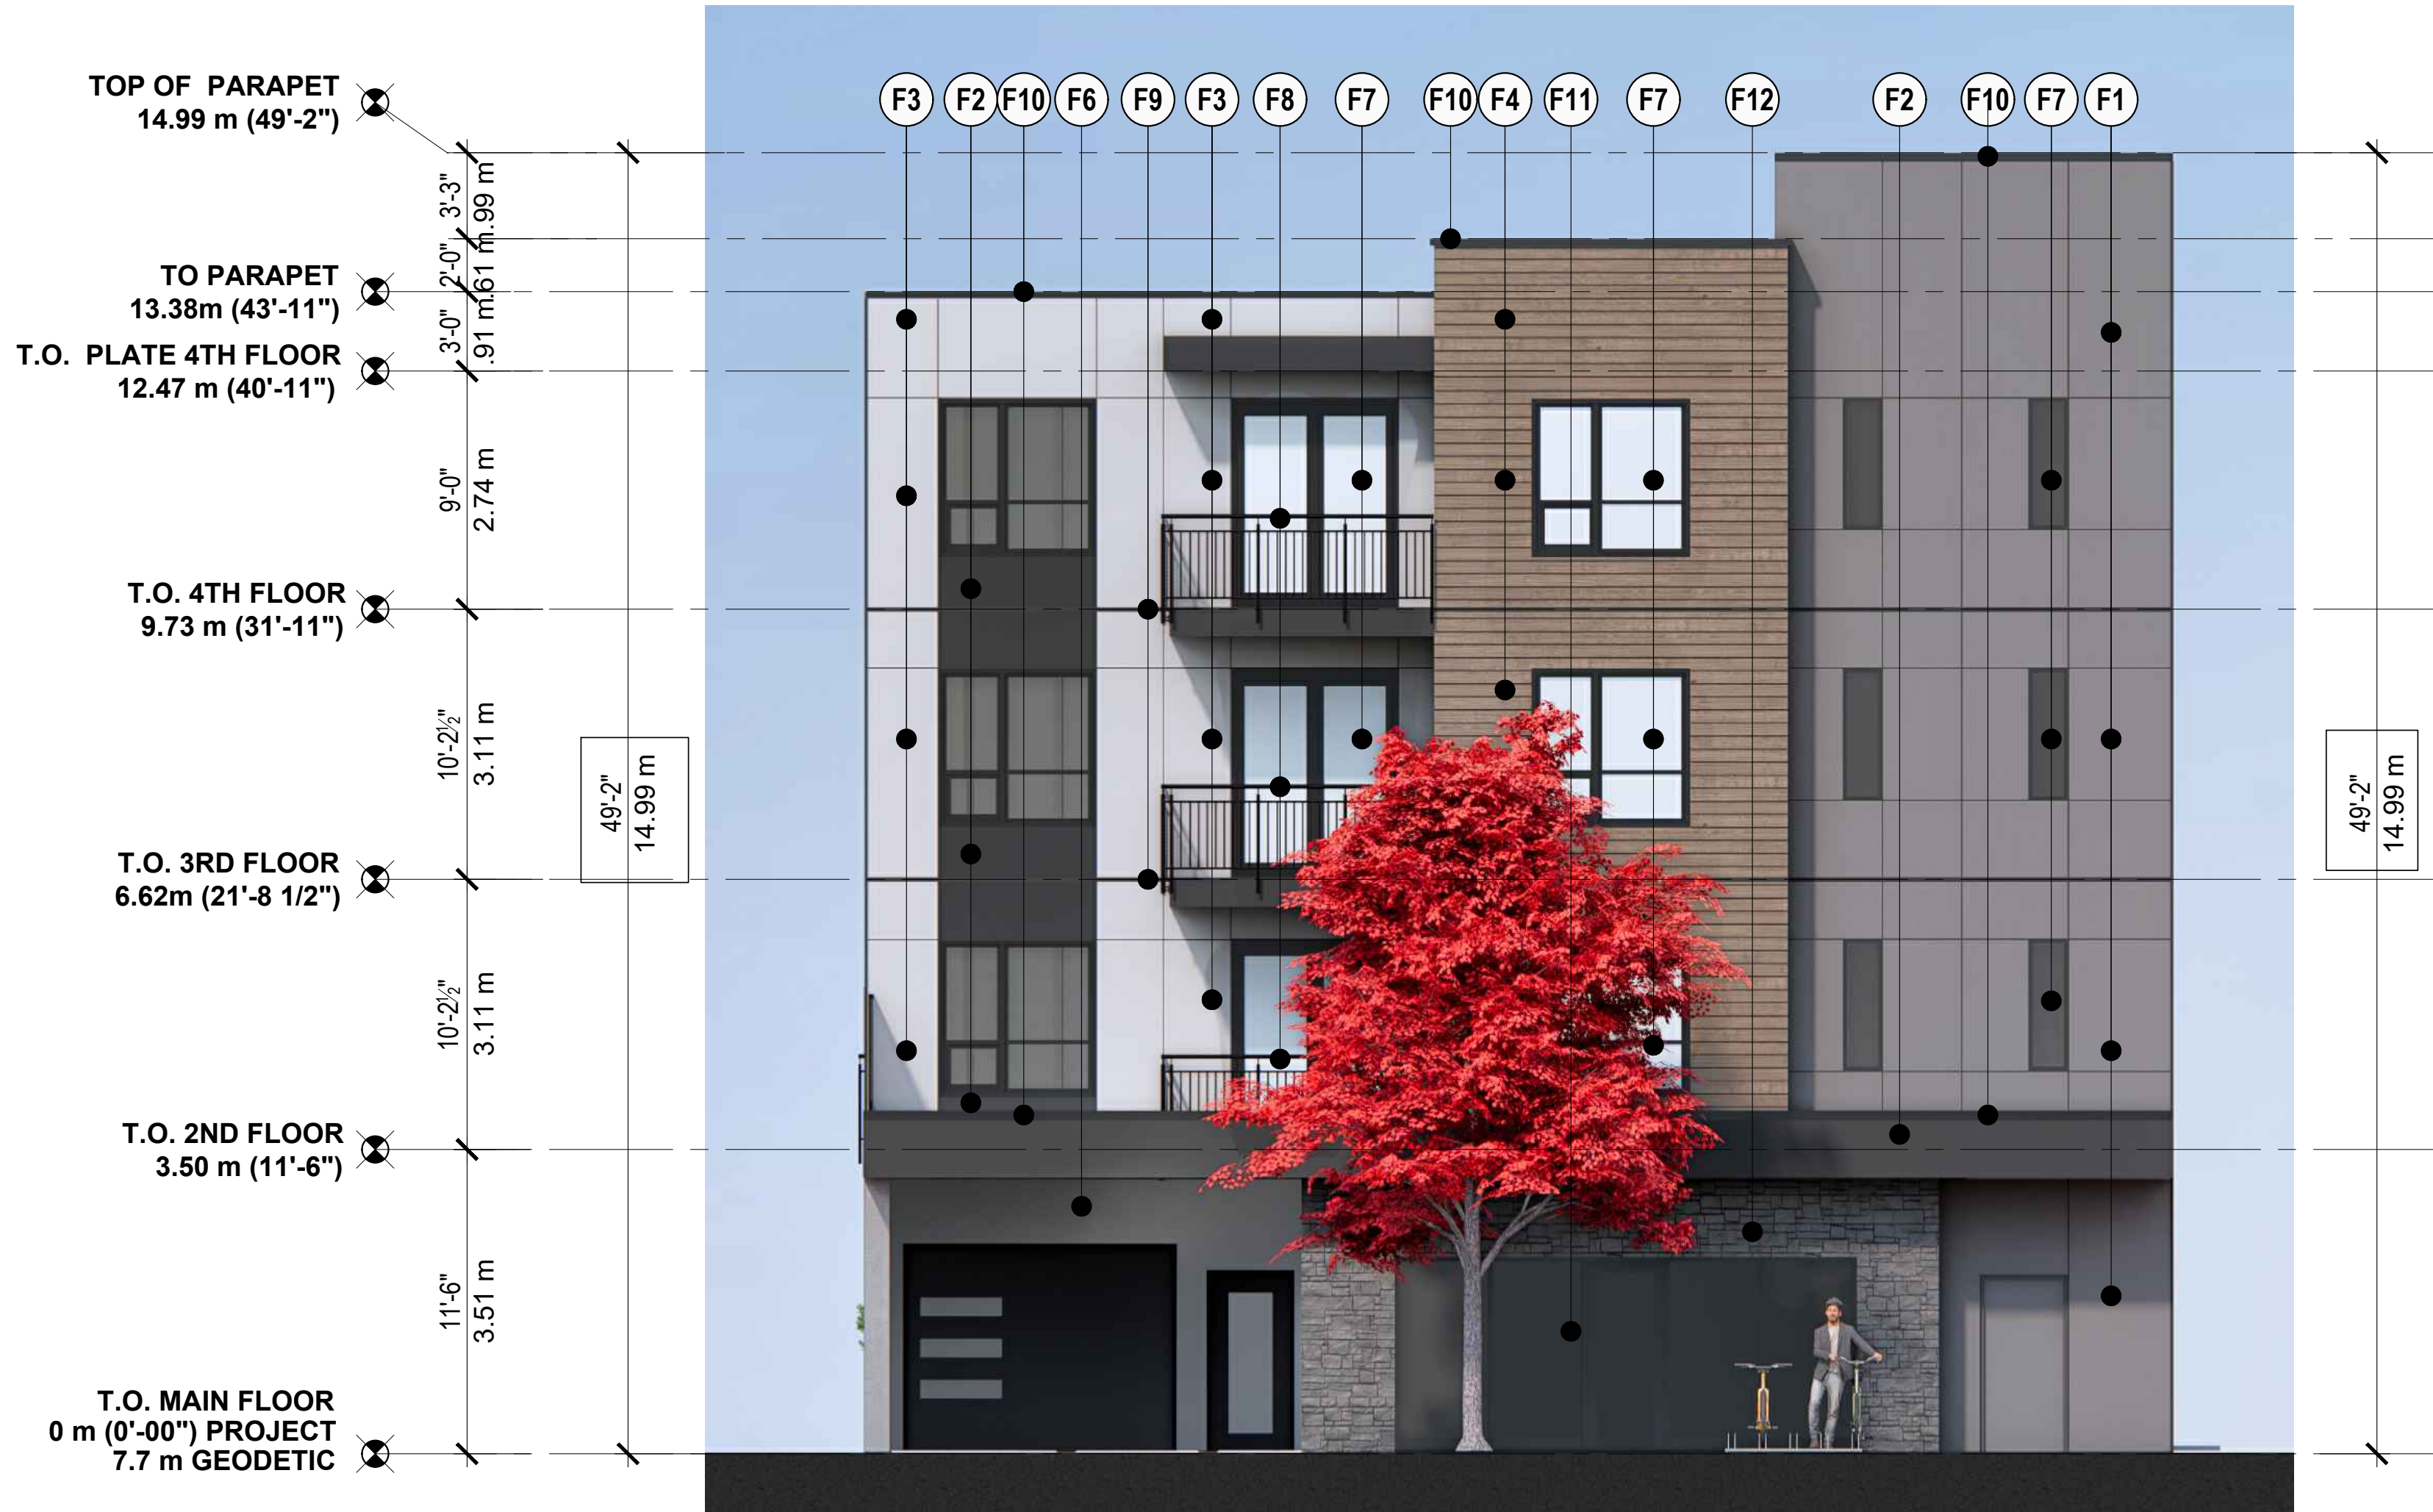 F3 F2 F10 F6 F9 F3 F8 F7 F10 F4 F11 F7 F12 F2 F10 F7 F1
TOP OF PARAPET
14.99 m (49'-2")
3'-3"
.99 m
2'-0"
.61 m
TO PARAPET
13.38m (43'-11")
3'-0"
.91 m
T.O. PLATE 4TH FLOOR
12.47 m (40'-11")
9'-0"
2.74 m
T.O. 4TH FLOOR
9.73 m (31'-11")
10'-2½"
3.11 m
49'-2"
14.99 m
49'-2"
14.99 m
T.O. 3RD FLOOR
6.62m (21'-8 1/2")
10'-2½"
3.11 m
T.O. 2ND FLOOR
3.50 m (11'-6")
11'-6"
3.51 m
T.O. MAIN FLOOR
0 m (0'-00") PROJECT
7.7 m GEODETIC